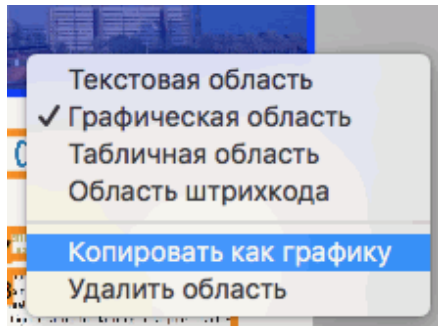 Текстовая область
✓ Графическая область
Табличная область
Область штрихкода
Копировать как графику
Удалить область